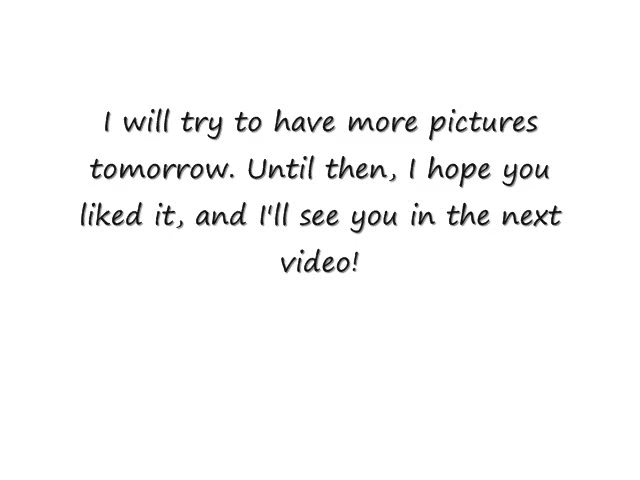 I will try to have more pictures
tomorrow. Until then, I hope you
liked it, and I'll see you in the next
video!